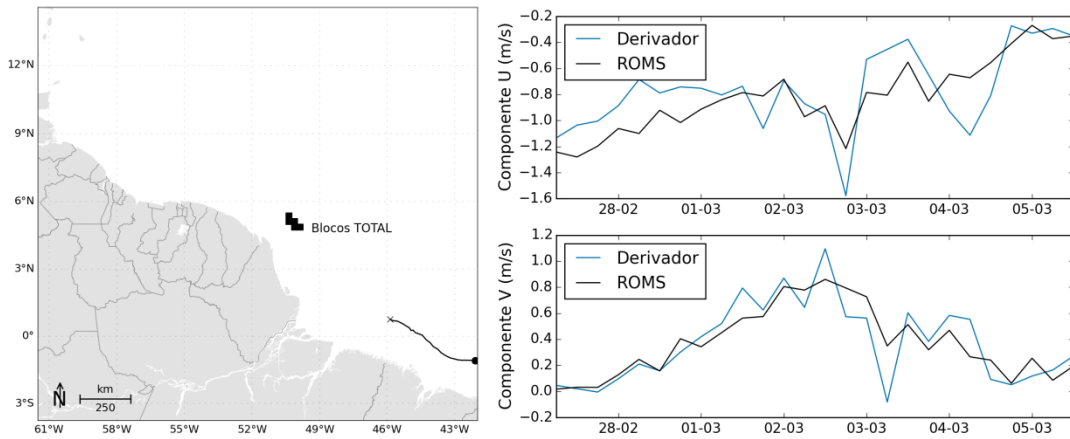 12°N
9°N
6°N
3°N
0°
3°S
61°W
58°W
55°W
52°W
49°W
46°W
43°W
Blocos TOTAL
N
km
250
Componente U (m/s)
−0.2
−0.4
−0.6
−0.8
−1.0
−1.2
−1.4
−1.6
Derivador
ROMS
28-02
01-03
02-03
03-03
04-03
05-03
Componente V (m/s)
1.2
1.0
0.8
0.6
0.4
0.2
0.0
−0.2
Derivador
ROMS
28-02
01-03
02-03
03-03
04-03
05-03